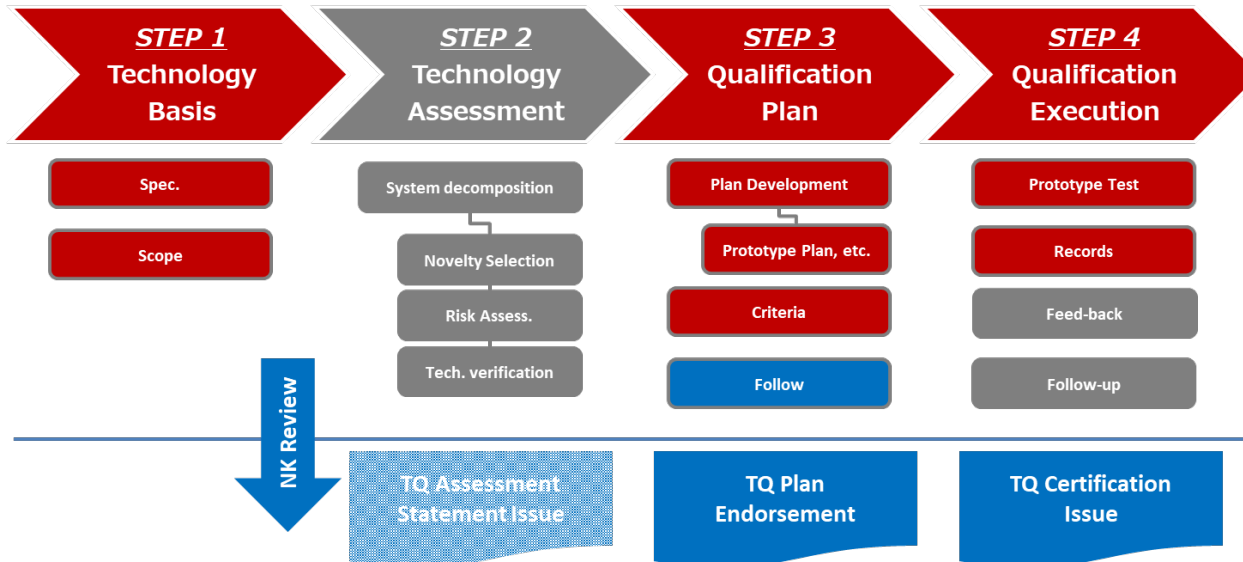 STEP 1
Technology
Basis
STEP 2
Technology
Assessment
STEP 3
Qualification
Plan
STEP 4
Qualification
Execution
Spec.
Scope
System decomposition
Novelty Selection
Risk Assess.
Tech. verification
Plan Development
Prototype Plan, etc.
Criteria
Follow
Prototype Test
Records
Feed-back
Follow-up
NK Review
TQ Assessment
Statement Issue
TQ Plan
Endorsement
TQ Certification
Issue